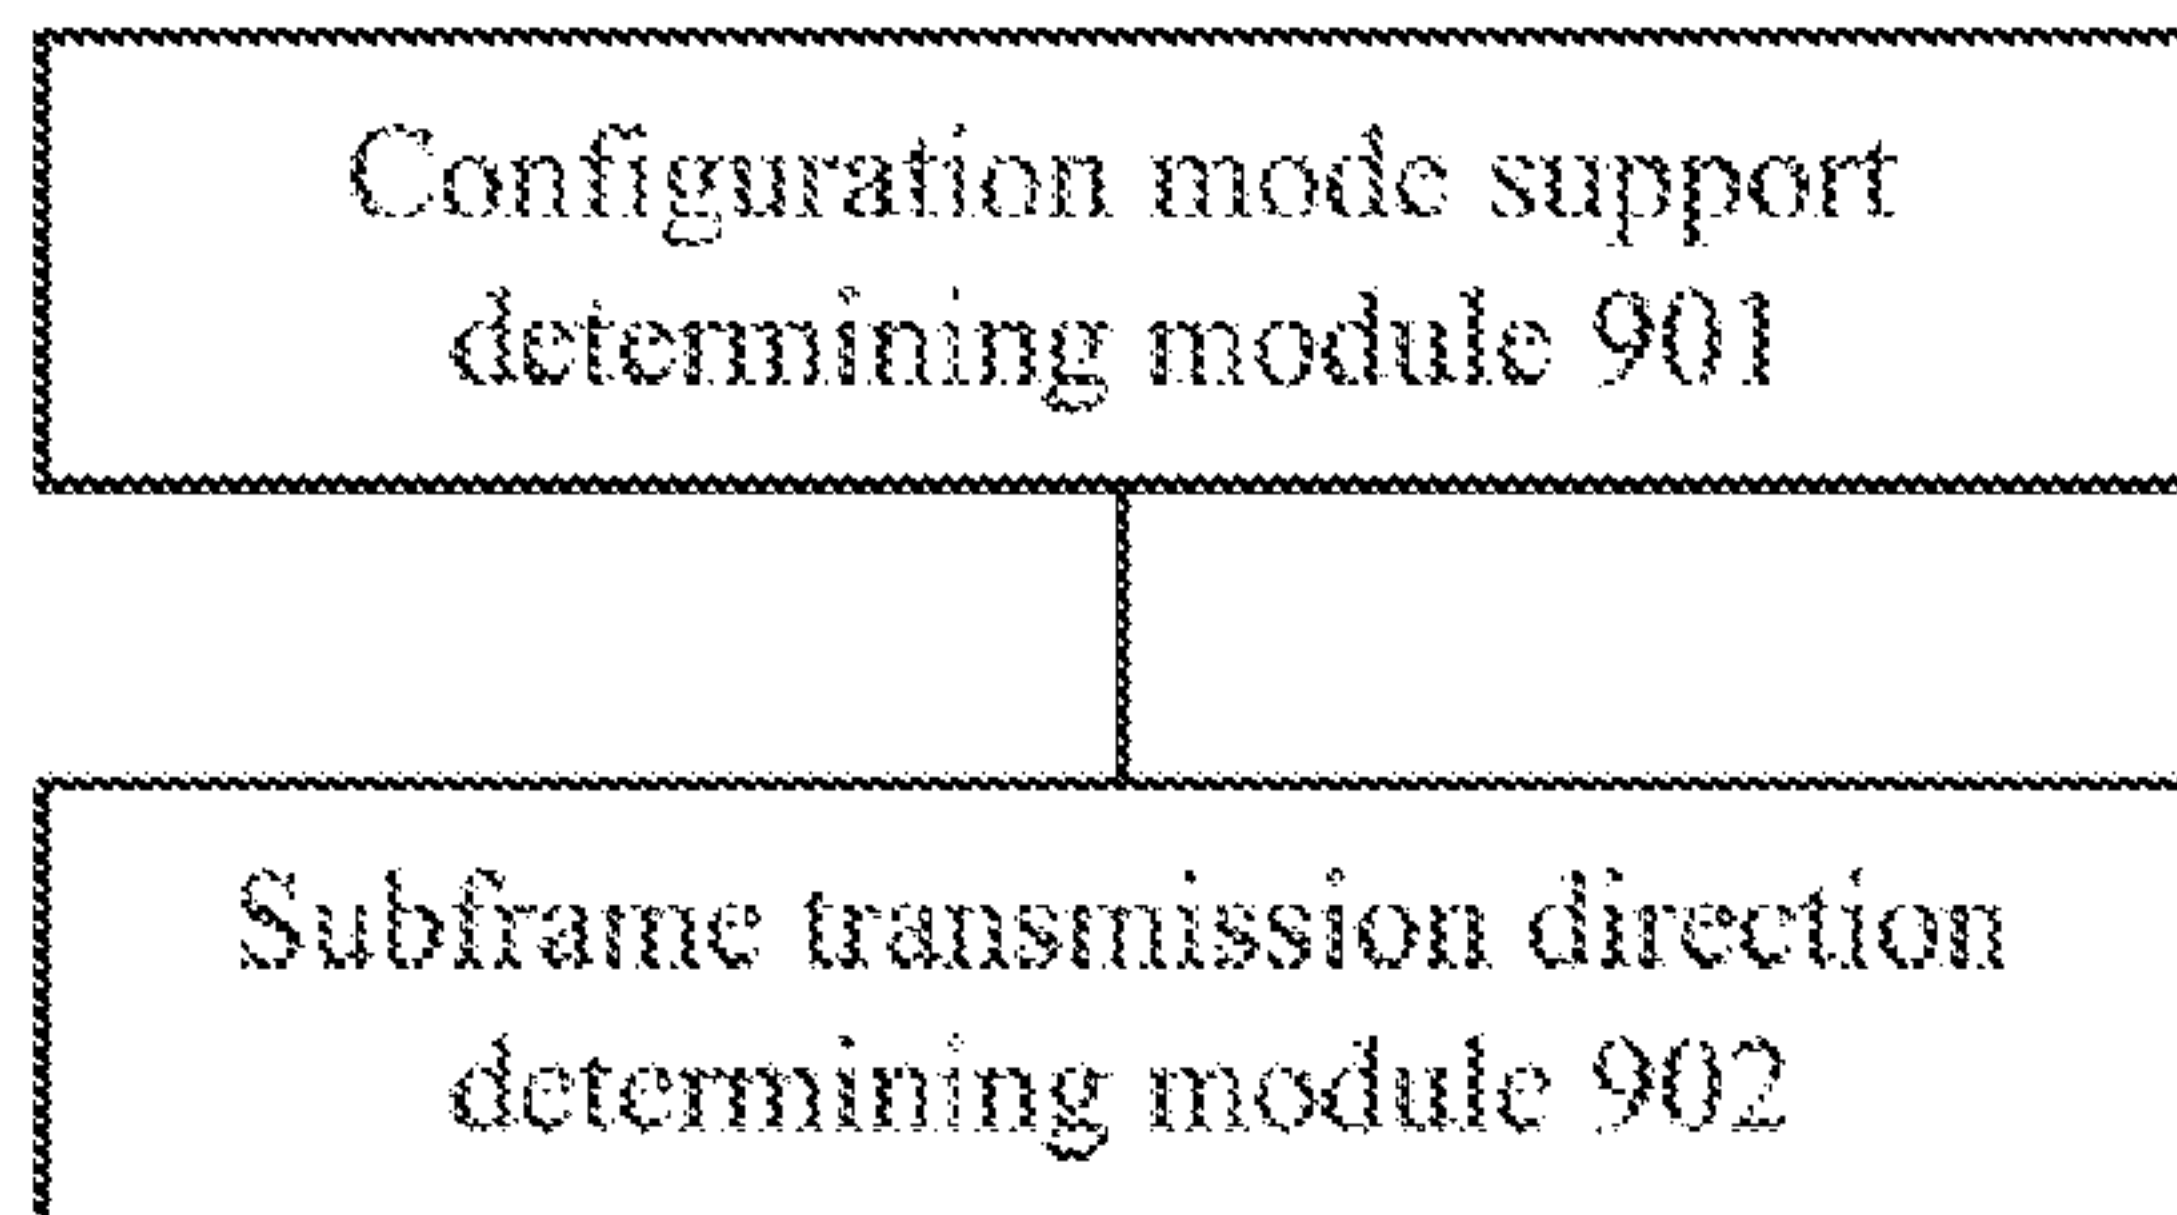 Configuration mode support
determining module 901
Subframe transmission direction
determining module 902